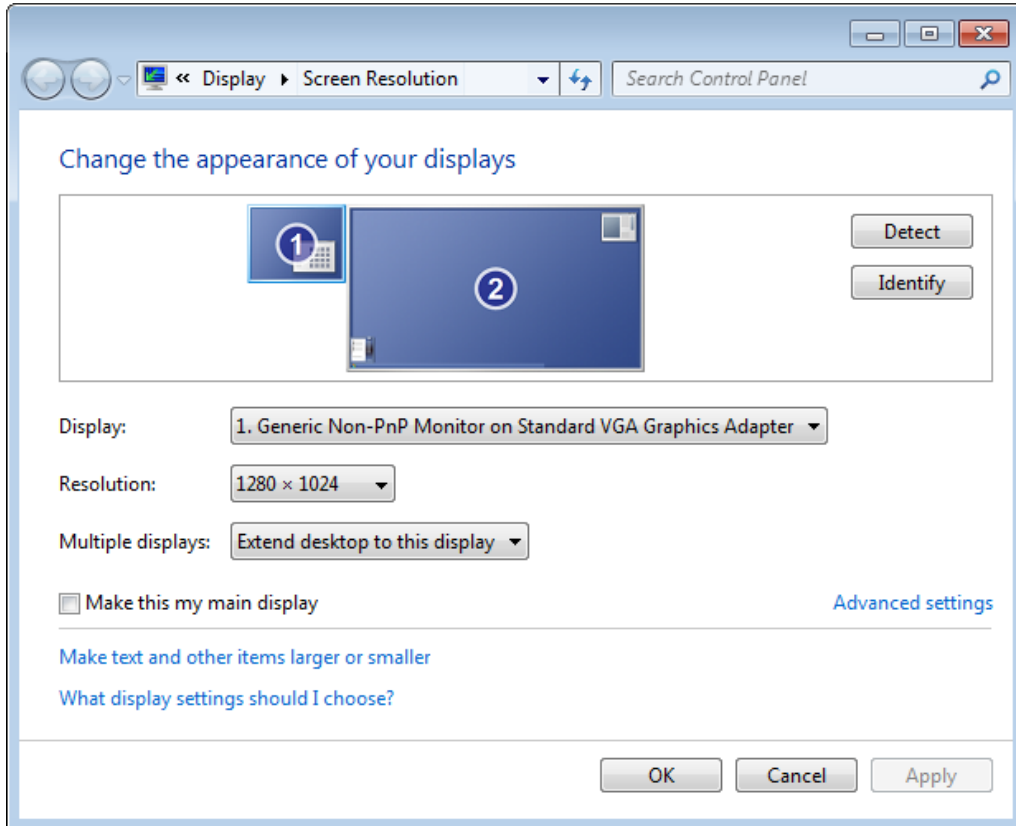 « Display ▸ Screen Resolution
Search Control Panel
Change the appearance of your displays
1
2
Detect
Identify
Display: 1. Generic Non-PnP Monitor on Standard VGA Graphics Adapter
Resolution: 1280 × 1024
Multiple displays: Extend desktop to this display
Make this my main display
Advanced settings
Make text and other items larger or smaller
What display settings should I choose?
OK Cancel Apply